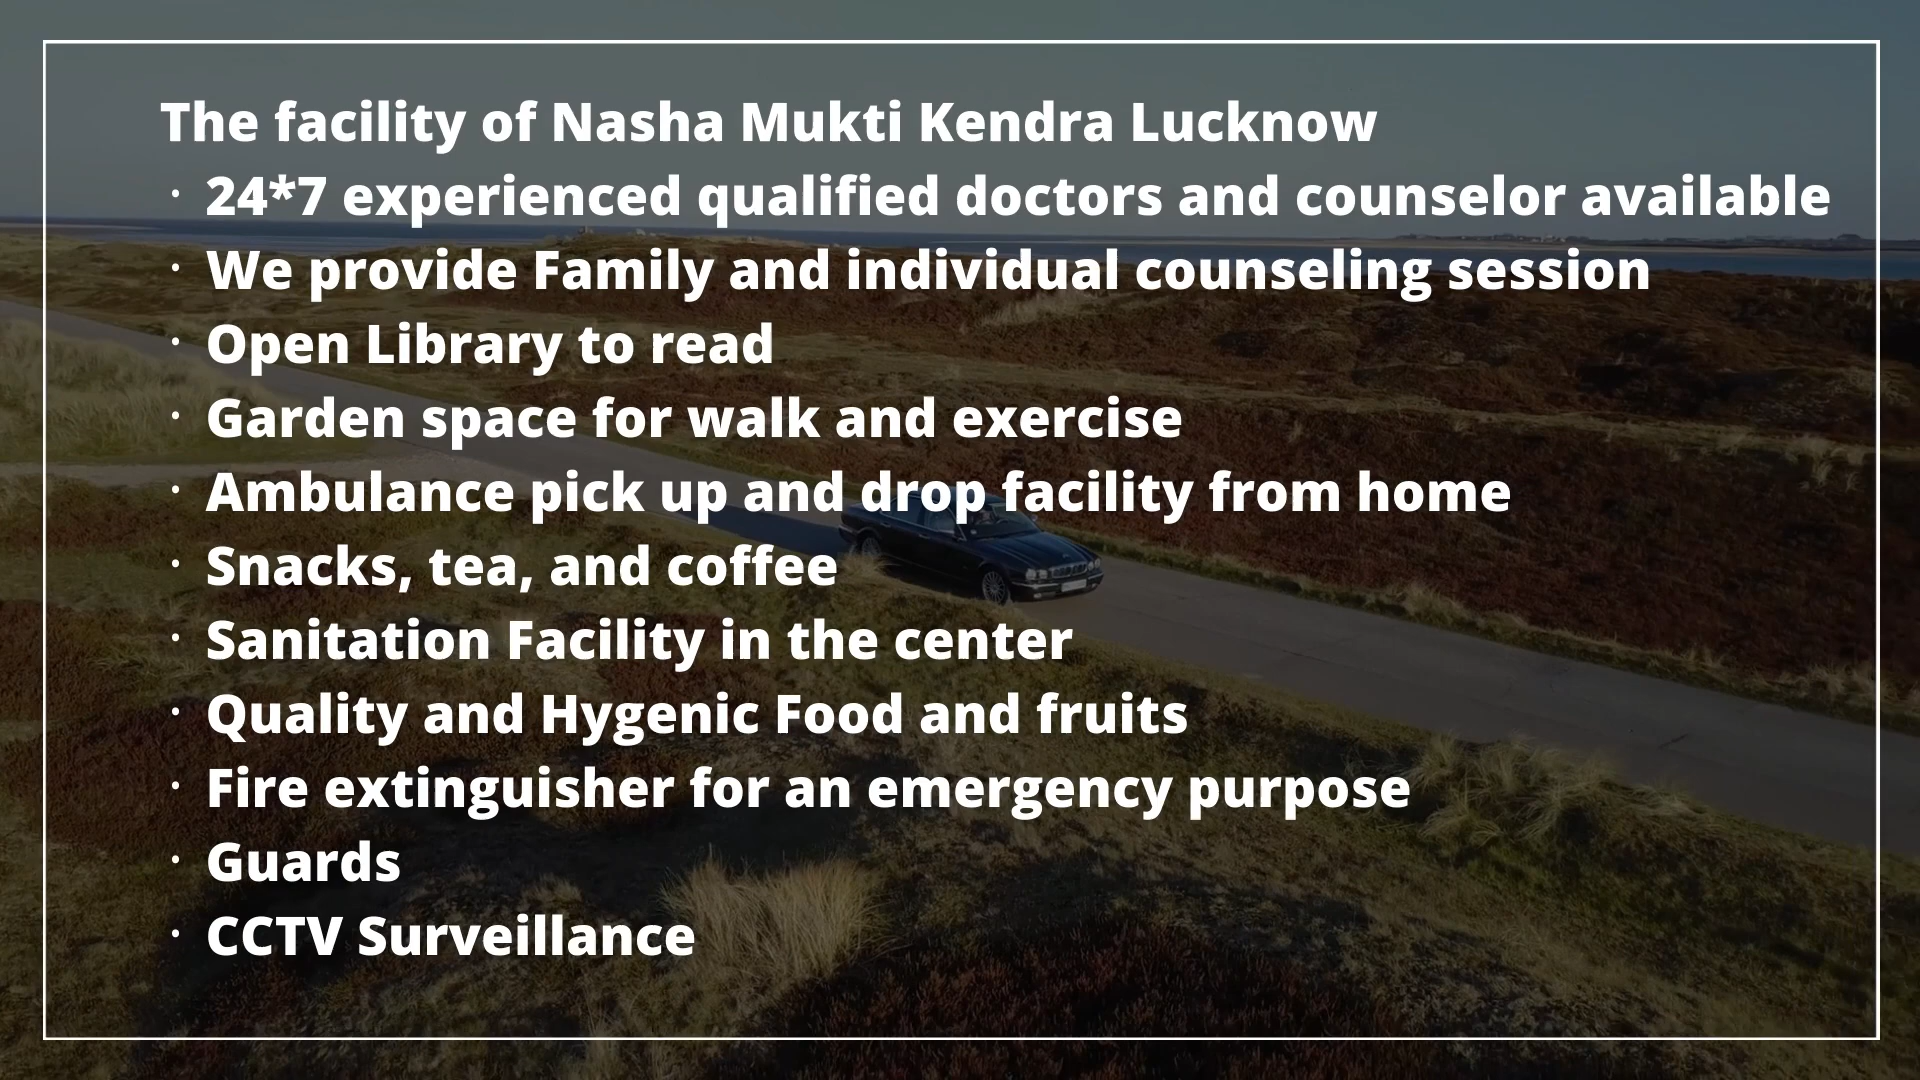 The facility of Nasha Mukti Kendra Lucknow
· 24*7 experienced qualified doctors and counselor available
· We provide Family and individual counseling session
· Open Library to read
· Garden space for walk and exercise
· Ambulance pick up and drop facility from home
· Snacks, tea, and coffee
· Sanitation Facility in the center
· Quality and Hygenic Food and fruits
· Fire extinguisher for an emergency purpose
· Guards
· CCTV Surveillance